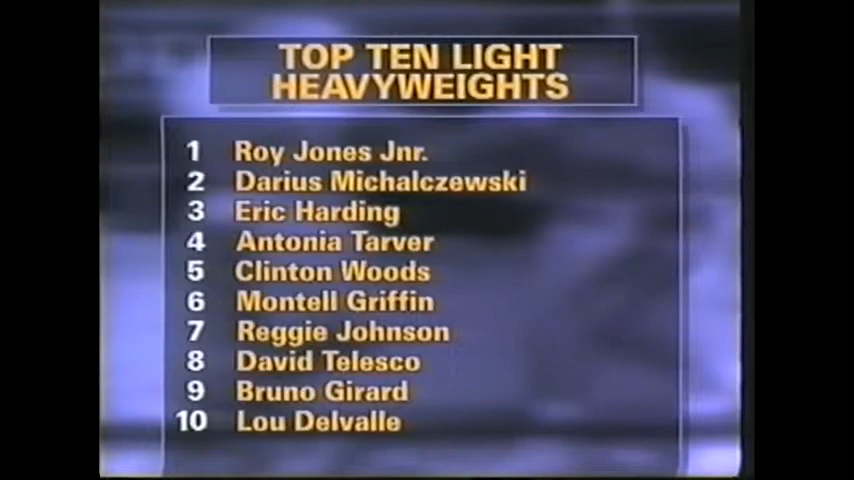 TOP TEN LIGHT
HEAVYWEIGHTS
1 Roy Jones Jnr.
2 Darius Michalczewski
3 Eric Harding
4 Antonia Tarver
5 Clinton Woods
6 Montell Griffin
7 Reggie Johnson
8 David Telesco
9 Bruno Girard
10 Lou Delvalle